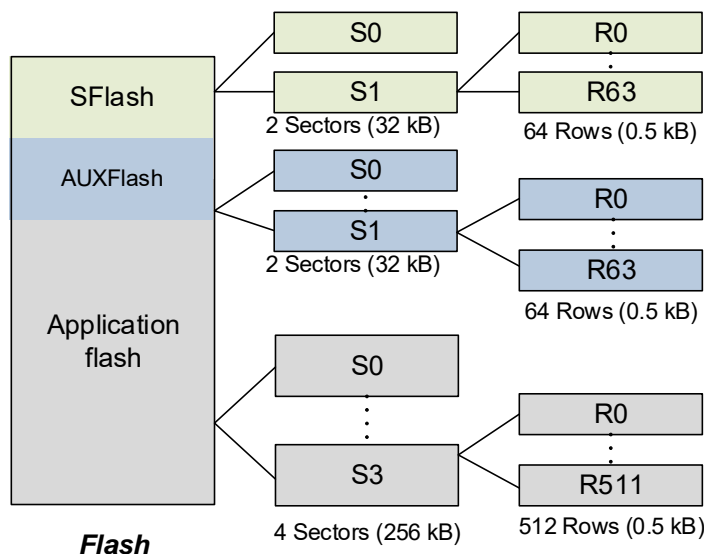 SFlash
AUXFlash
Application
flash
Flash
S0
S1
2 Sectors (32 kB)
R0
R63
64 Rows (0.5 kB)
S0
S1
2 Sectors (32 kB)
R0
R63
64 Rows (0.5 kB)
S0
S3
4 Sectors (256 kB)
R0
R511
512 Rows (0.5 kB)